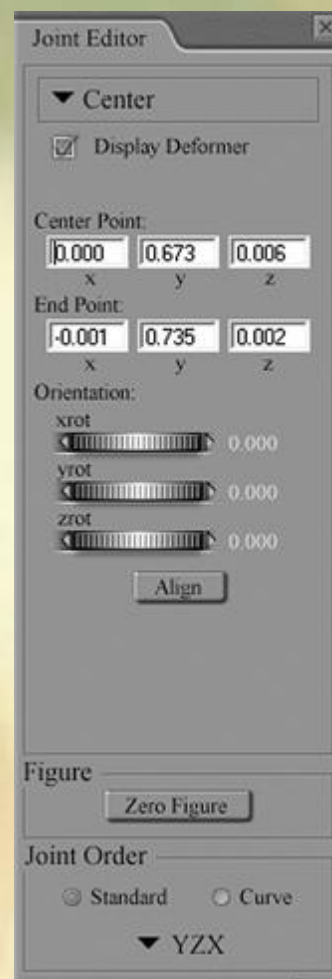 Joint Editor
Center
Display Deformer
Center Point:
0.000 0.673 0.006
x y z
End Point:
-0.001 0.735 0.002
x y z
Orientation:
xrot
0.000
yrot
0.000
zrot
0.000
Align
Figure
Zero Figure
Joint Order
Standard Curve
YZX